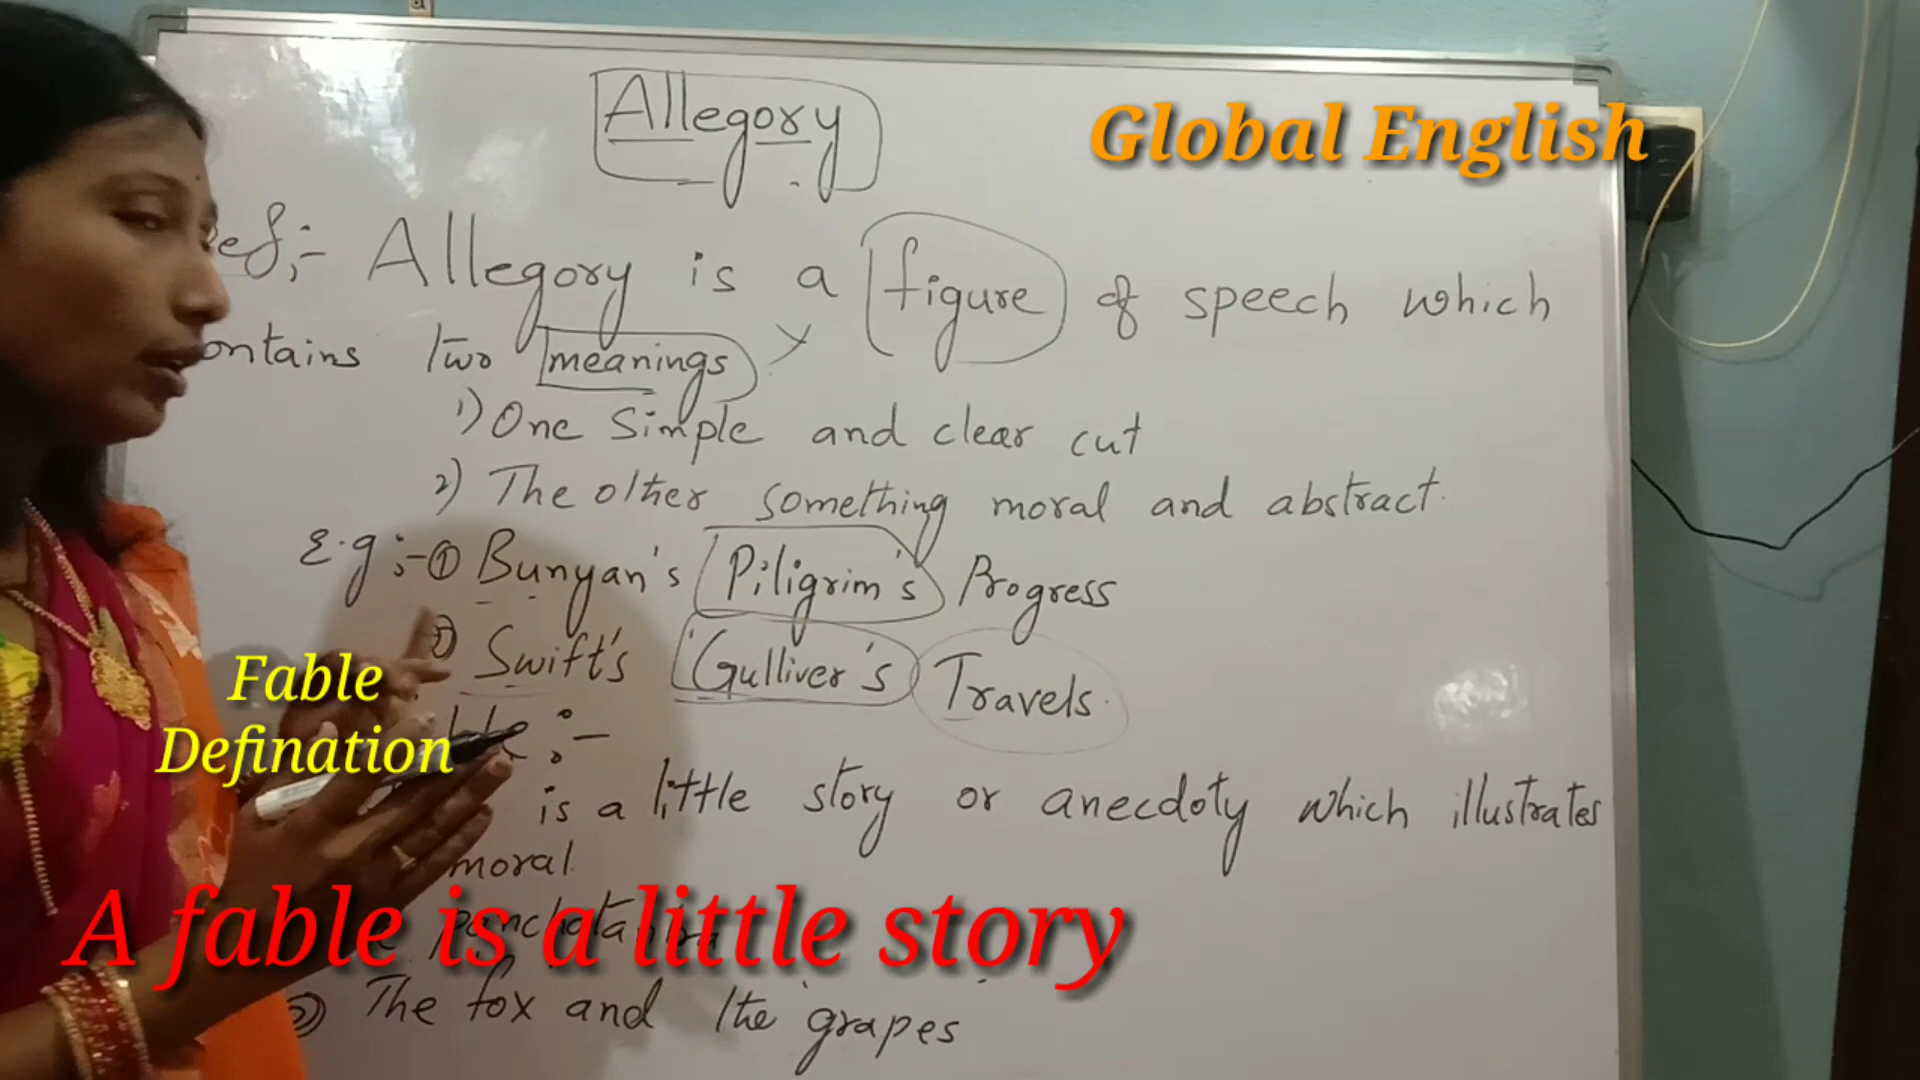 Allegory
Global English
ef;- Allegory is a figure of speech which
ontains two meanings
1) One Simple and clear cut
2) The other something moral and abstract.
E.g;- ① Bunyan's Piligrim's Progress
Swift's 'Gulliver's Travels.
Fable
Defination
is a little story or anecdoty which illustrates
moral.
A fable is a little story
panchatantra
② The fox and the grapes